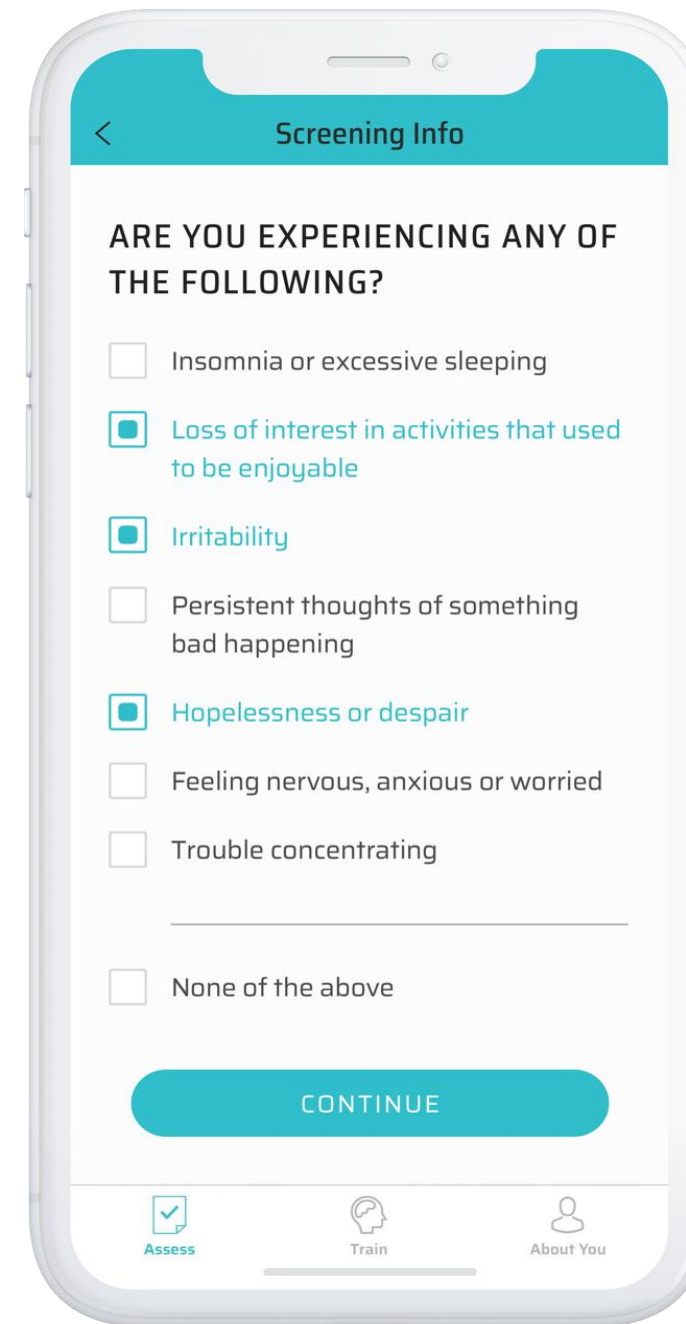 Screening Info
ARE YOU EXPERIENCING ANY OF
THE FOLLOWING?
Insomnia or excessive sleeping
Loss of interest in activities that used
to be enjoyable
Irritability
Persistent thoughts of something
bad happening
Hopelessness or despair
Feeling nervous, anxious or worried
Trouble concentrating
None of the above
CONTINUE
Assess
Train
About You